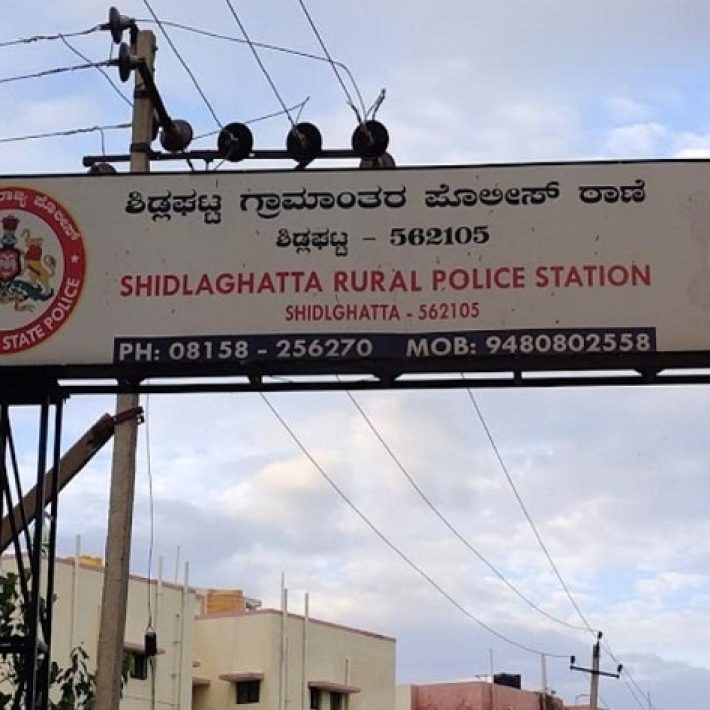 ಶಿಡ್ಲಘಟ್ಟ ಗ್ರಾಮಾಂತರ ಪೊಲೀಸ್ ಠಾಣೆ
ಶಿಡ್ಲಘಟ್ಟ - 562105
SHIDLAGHATTA RURAL POLICE STATION
SHIDLGHATTA - 562105
PH: 08158 - 256270 MOB: 9480802558
ರಾಜ್ಯ ಪೊಲೀಸ್
STATE POLICE